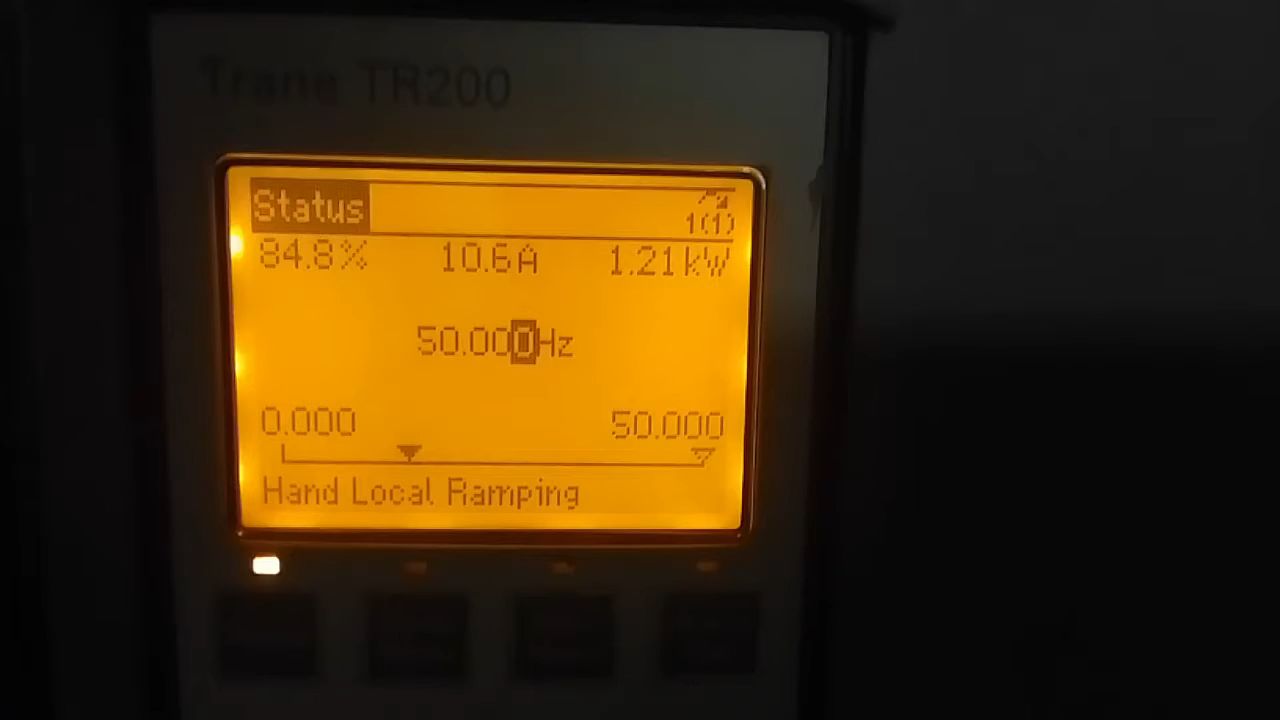 Trane TR200
Status
1(1)
84.8% 10.6A 1.21kW
50.000Hz
0.000 50.000
Hand Local Ramping